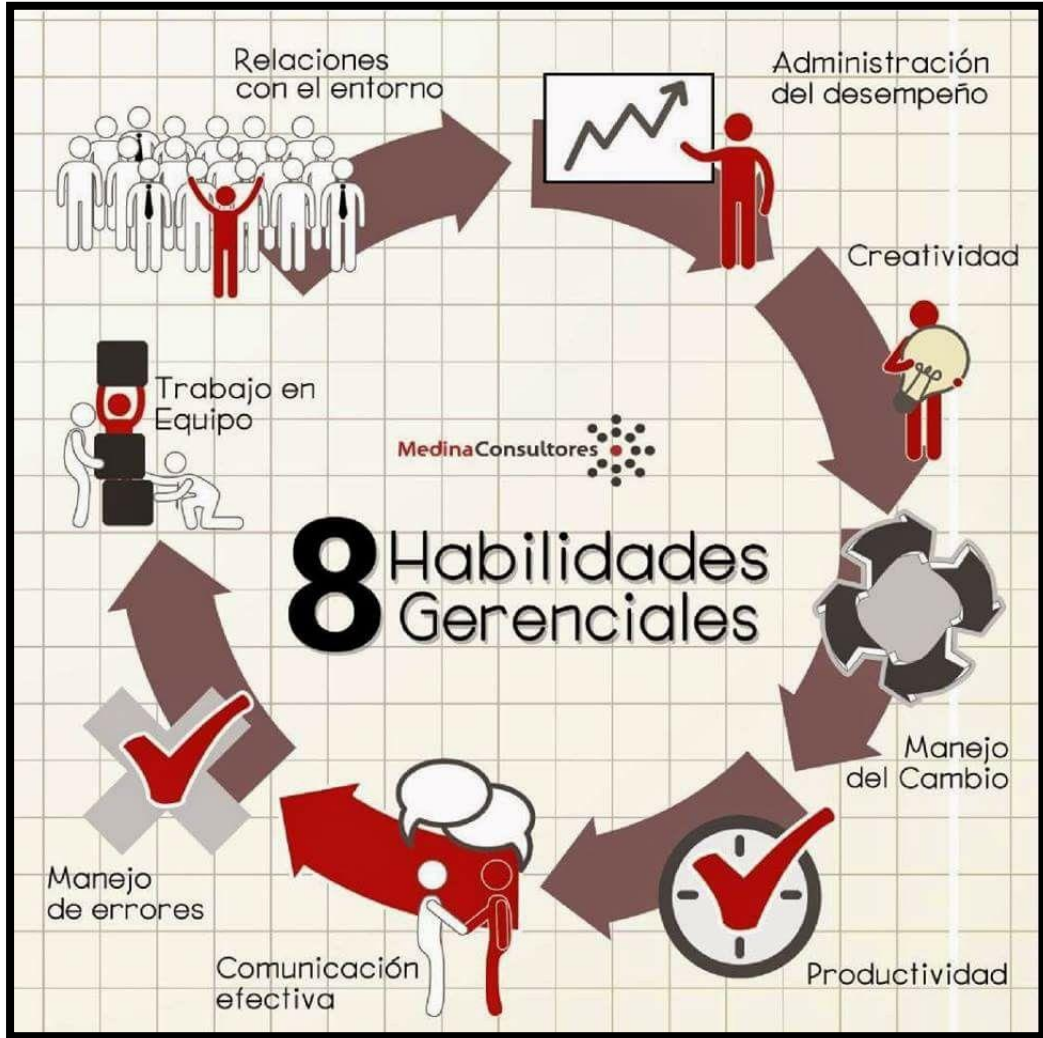 Relaciones
con el entorno
Administración
del desempeño
Creatividad
Trabajo en
Equipo
MedinaConsultores
8 Habilidades
Gerenciales
Manejo
del Cambio
Manejo
de errores
Comunicación
efectiva
Productividad